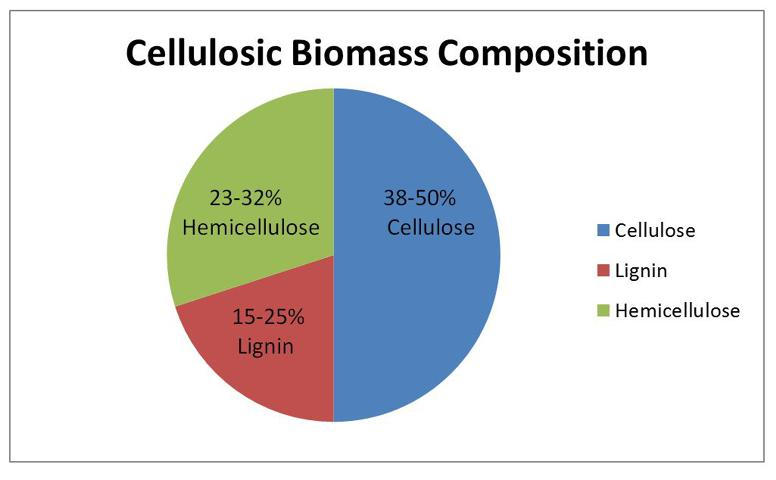 Cellulosic Biomass Composition
23-32%
Hemicellulose
38-50%
Cellulose
15-25%
Lignin
Cellulose
Lignin
Hemicellulose